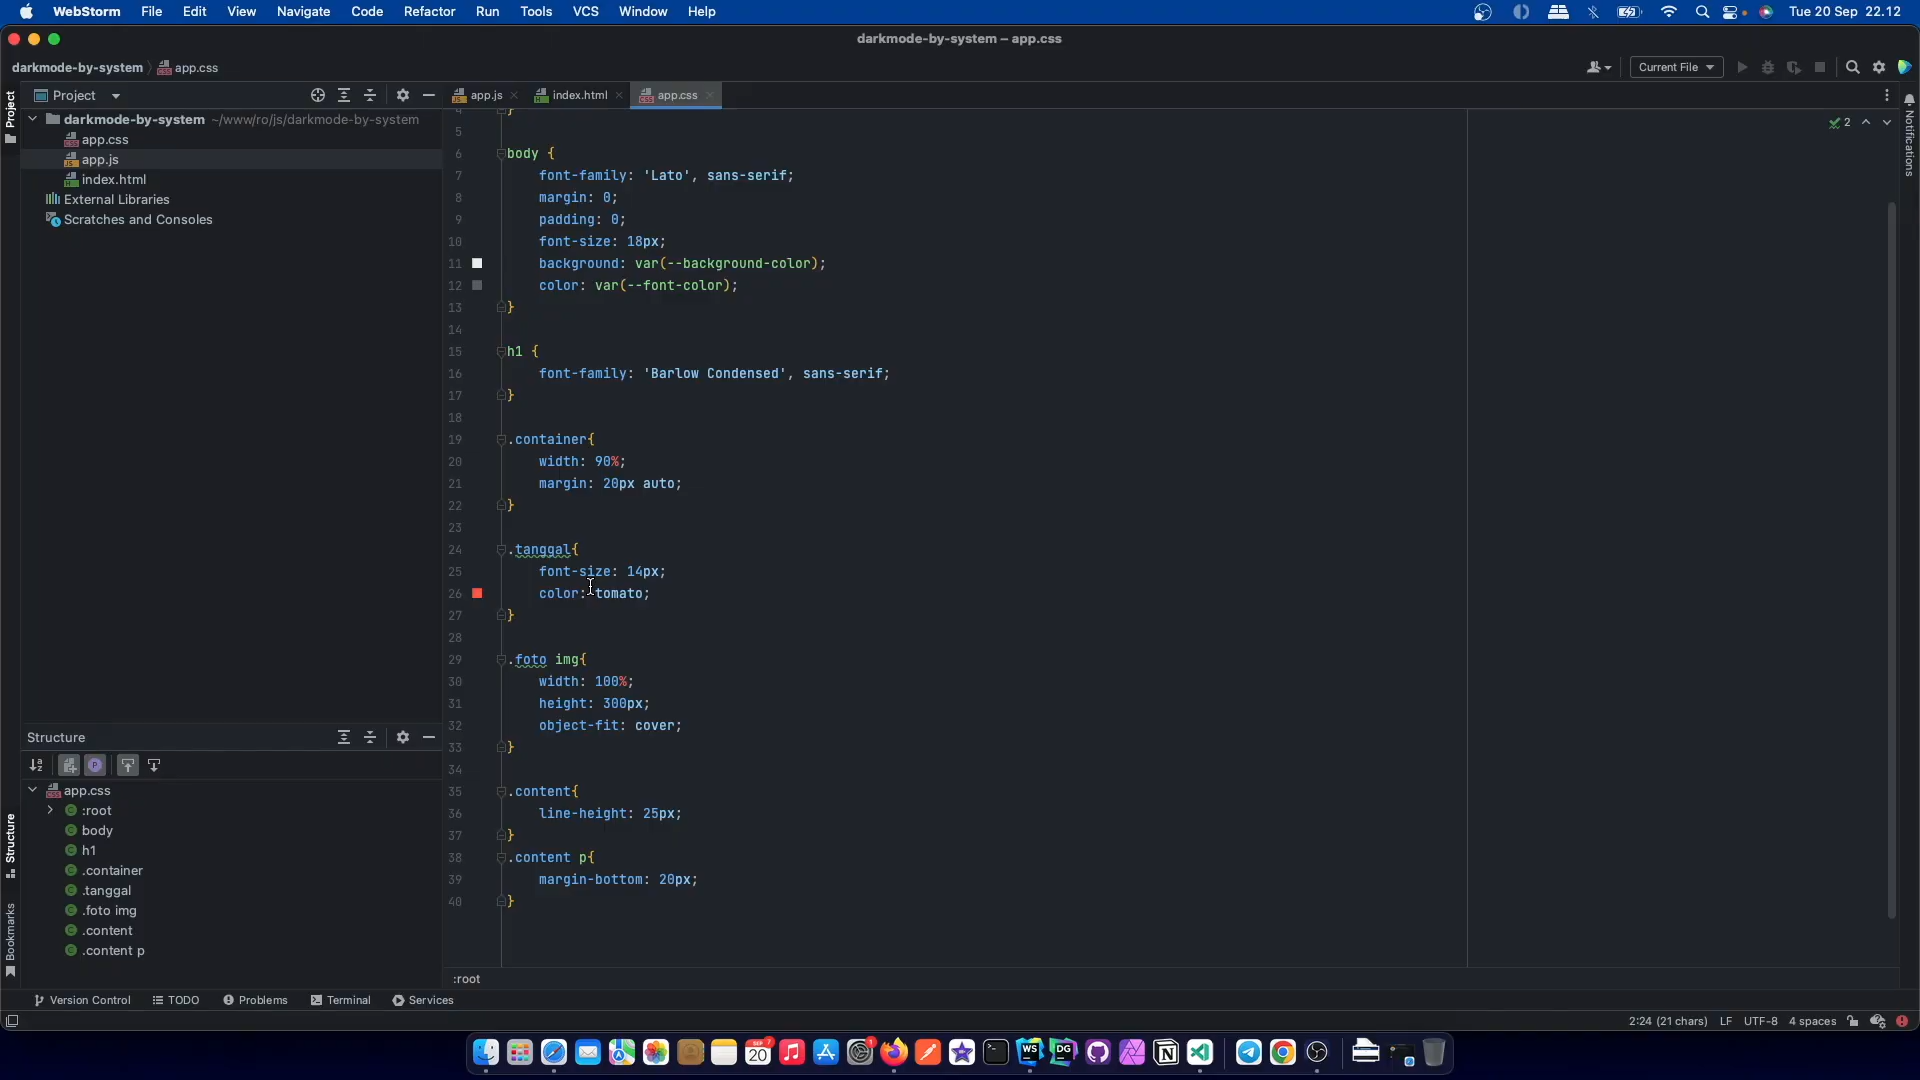 WebStorm File Edit View Navigate Code Refactor Run Tools VCS Window Help Tue 20 Sep 22.12
darkmode-by-system – app.css
darkmode-by-system app.css Current File
Project app.js index.html app.css
Project
Notifications
darkmode-by-system ~/www/ro/js/darkmode-by-system
app.css
app.js
index.html
External Libraries
Scratches and Consoles
2
4 }
5
6 body {
7 font-family: 'Lato', sans-serif;
8 margin: 0;
9 padding: 0;
10 font-size: 18px;
11 background: var(--background-color);
12 color: var(--font-color);
13 }
14
15 h1 {
16 font-family: 'Barlow Condensed', sans-serif;
17 }
18
19 .container{
20 width: 90%;
21 margin: 20px auto;
22 }
23
24 .tanggal{
25 font-size: 14px;
26 color: tomato;
27 }
28
29 .foto img{
30 width: 100%;
31 height: 300px;
32 object-fit: cover;
33 }
34
35 .content{
36 line-height: 25px;
37 }
38 .content p{
39 margin-bottom: 20px;
40 }
Structure
app.css
:root
body
h1
.container
.tanggal
.foto img
.content
.content p
Structure
Bookmarks
:root
Version Control TODO Problems Terminal Services
2:24 (21 chars) LF UTF-8 4 spaces
SEP 20 WS DG